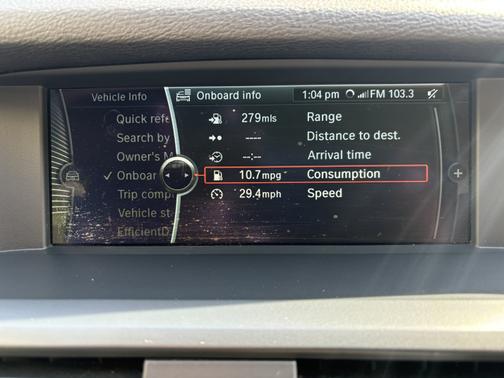 Vehicle Info
Onboard info
1:04 pm
FM 103.3
Quick refe
279mls
Range
Search by
--
Distance to dest.
Owner's M
--:--
Arrival time
Onboar
10.7mpg
Consumption
Trip comp
29.4mph
Speed
Vehicle sta
EfficientD